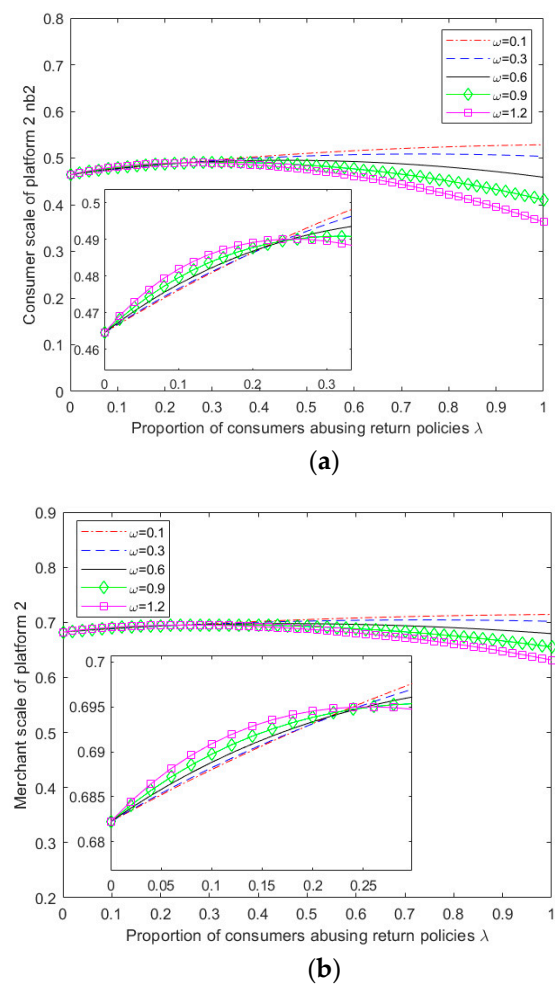 0.8
0.7
0.6
0.5
0.4
0.3
0.2
0.1
0
Consumer scale of platform 2 nb2
ω=0.1
ω=0.3
ω=0.6
ω=0.9
ω=1.2
0.5
0.49
0.48
0.47
0.46
0 0.1 0.2 0.3
0 0.1 0.2 0.3 0.4 0.5 0.6 0.7 0.8 0.9 1
Proportion of consumers abusing return policies λ
(a)
0.9
0.8
0.7
0.6
0.5
0.4
0.3
0.2
Merchant scale of platform 2
ω=0.1
ω=0.3
ω=0.6
ω=0.9
ω=1.2
0.7
0.695
0.69
0.685
0.68
0 0.05 0.1 0.15 0.2 0.25
0 0.1 0.2 0.3 0.4 0.5 0.6 0.7 0.8 0.9 1
Proportion of consumers abusing return policies λ
(b)